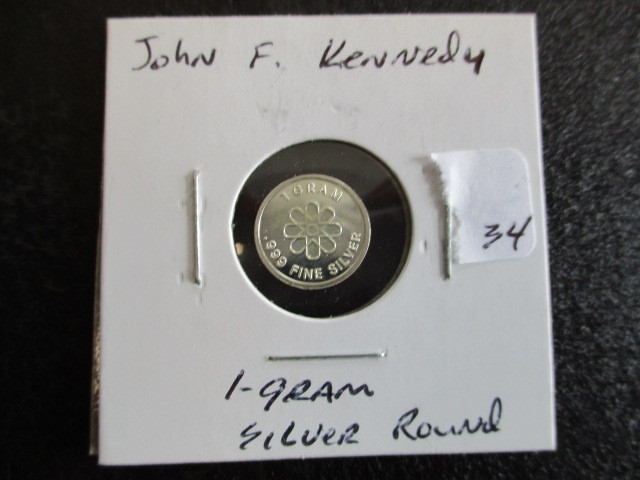 John F. Kennedy
1 GRAM
.999 FINE SILVER
34
1-GRAM
SILVER ROUND